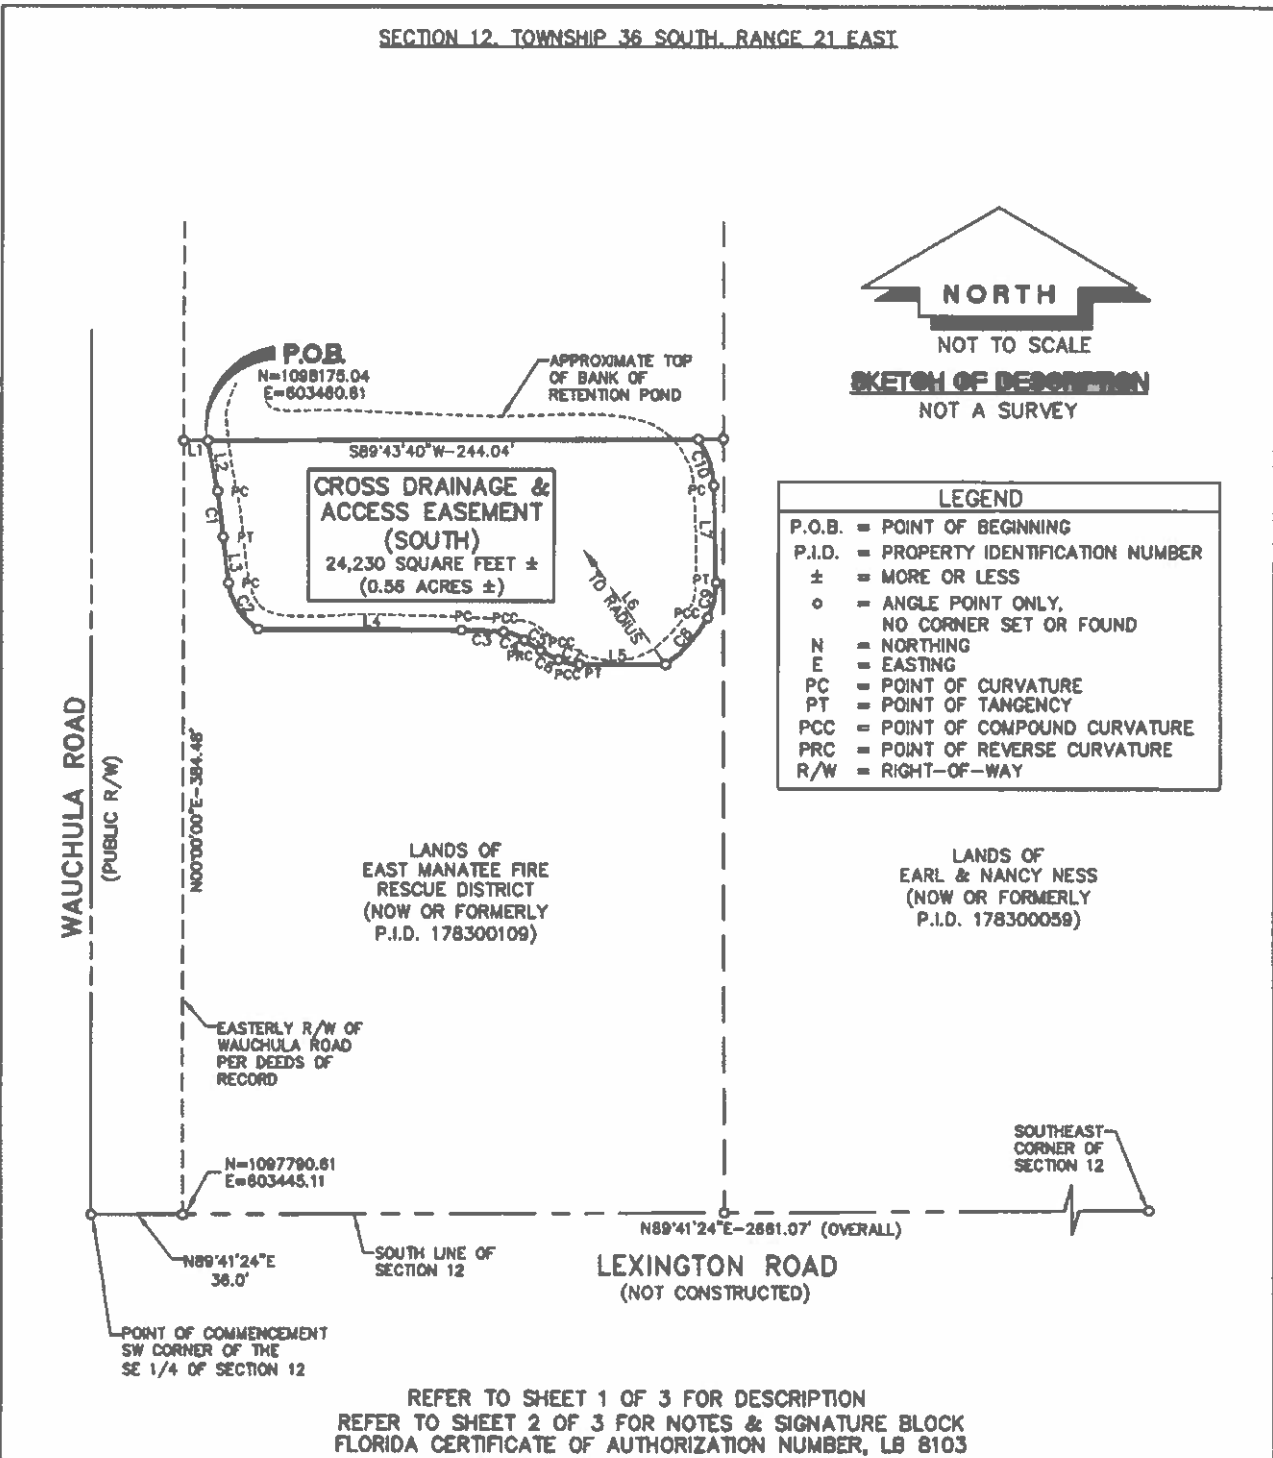 SECTION 12, TOWNSHIP 36 SOUTH, RANGE 21 EAST
NORTH
NOT TO SCALE
SKETCH OF DESCRIPTION
NOT A SURVEY
P.O.B.
N=1098175.04
E=603460.61
APPROXIMATE TOP
OF BANK OF
RETENTION POND
L1
S89°43'40"W-244.04'
L2
PC
C1
PT
L3
PC
C2
CROSS DRAINAGE &
ACCESS EASEMENT
(SOUTH)
24,230 SQUARE FEET ±
(0.56 ACRES ±)
C10
PC
L7
PT
PCC
C9
C8
L6
TO RADIUS
L4
PC
C3
PCC
C4
PRC
C5
C6
PCC
C7
PCC
PT
L5
LEGEND
P.O.B. = POINT OF BEGINNING
P.I.D. = PROPERTY IDENTIFICATION NUMBER
± = MORE OR LESS
o = ANGLE POINT ONLY,
NO CORNER SET OR FOUND
N = NORTHING
E = EASTING
PC = POINT OF CURVATURE
PT = POINT OF TANGENCY
PCC = POINT OF COMPOUND CURVATURE
PRC = POINT OF REVERSE CURVATURE
R/W = RIGHT-OF-WAY
WAUCHULA ROAD
(PUBLIC R/W)
N00°00'00"E-384.48'
LANDS OF
EAST MANATEE FIRE
RESCUE DISTRICT
(NOW OR FORMERLY
P.I.D. 178300109)
LANDS OF
EARL & NANCY NESS
(NOW OR FORMERLY
P.I.D. 178300059)
EASTERLY R/W OF
WAUCHULA ROAD
PER DEEDS OF
RECORD
N=1097790.61
E=603445.11
SOUTHEAST
CORNER OF
SECTION 12
N89°41'24"E-2661.07' (OVERALL)
N89°41'24"E
36.0'
SOUTH LINE OF
SECTION 12
LEXINGTON ROAD
(NOT CONSTRUCTED)
POINT OF COMMENCEMENT
SW CORNER OF THE
SE 1/4 OF SECTION 12
REFER TO SHEET 1 OF 3 FOR DESCRIPTION
REFER TO SHEET 2 OF 3 FOR NOTES & SIGNATURE BLOCK
FLORIDA CERTIFICATE OF AUTHORIZATION NUMBER, LB 8103